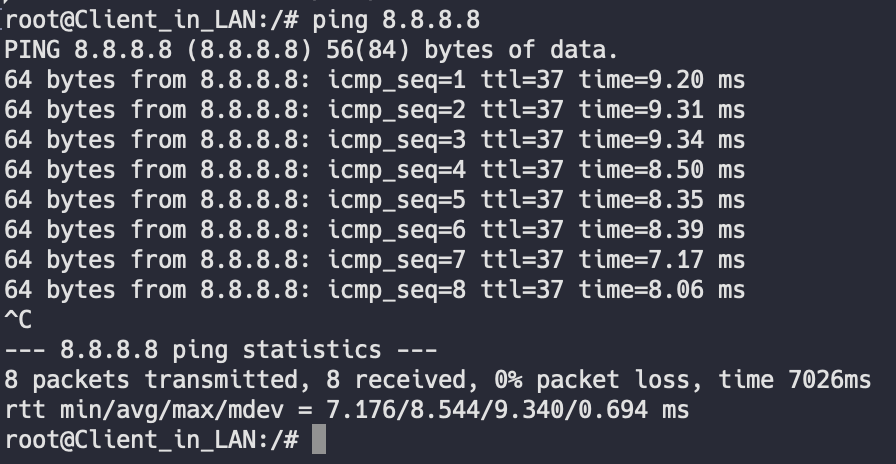 root@Client_in_LAN:/# ping 8.8.8.8
PING 8.8.8.8 (8.8.8.8) 56(84) bytes of data.
64 bytes from 8.8.8.8: icmp_seq=1 ttl=37 time=9.20 ms
64 bytes from 8.8.8.8: icmp_seq=2 ttl=37 time=9.31 ms
64 bytes from 8.8.8.8: icmp_seq=3 ttl=37 time=9.34 ms
64 bytes from 8.8.8.8: icmp_seq=4 ttl=37 time=8.50 ms
64 bytes from 8.8.8.8: icmp_seq=5 ttl=37 time=8.35 ms
64 bytes from 8.8.8.8: icmp_seq=6 ttl=37 time=8.39 ms
64 bytes from 8.8.8.8: icmp_seq=7 ttl=37 time=7.17 ms
64 bytes from 8.8.8.8: icmp_seq=8 ttl=37 time=8.06 ms
^C
--- 8.8.8.8 ping statistics ---
8 packets transmitted, 8 received, 0% packet loss, time 7026ms
rtt min/avg/max/mdev = 7.176/8.544/9.340/0.694 ms
root@Client_in_LAN:/#